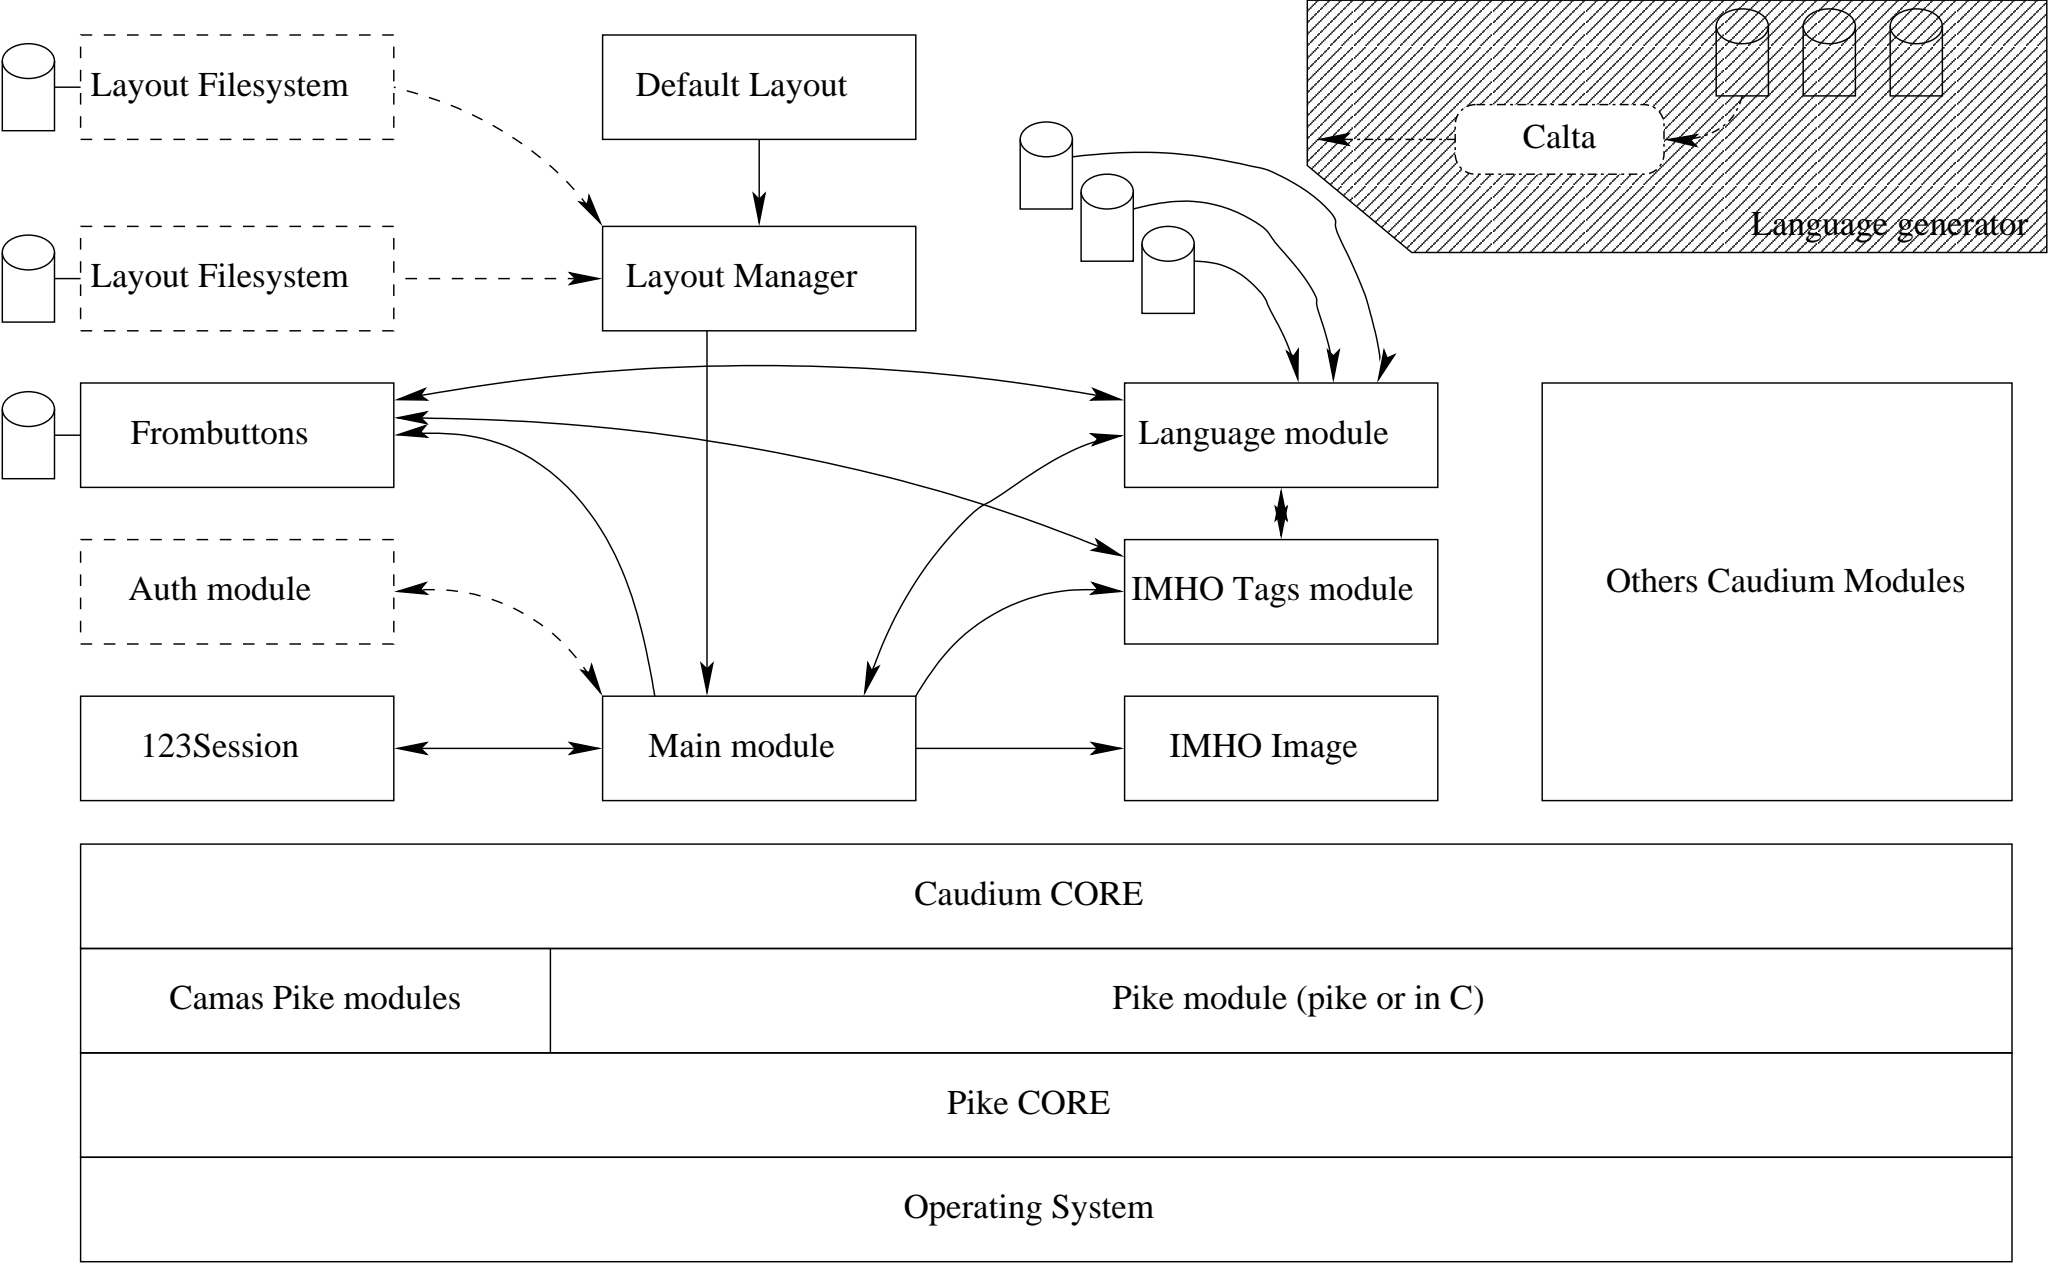 Layout Filesystem
Default Layout
Calta
Language generator
Layout Filesystem
Layout Manager
Frombuttons
Language module
Auth module
IMHO Tags module
Others Caudium Modules
123Session
Main module
IMHO Image
Caudium CORE
Camas Pike modules
Pike module (pike or in C)
Pike CORE
Operating System